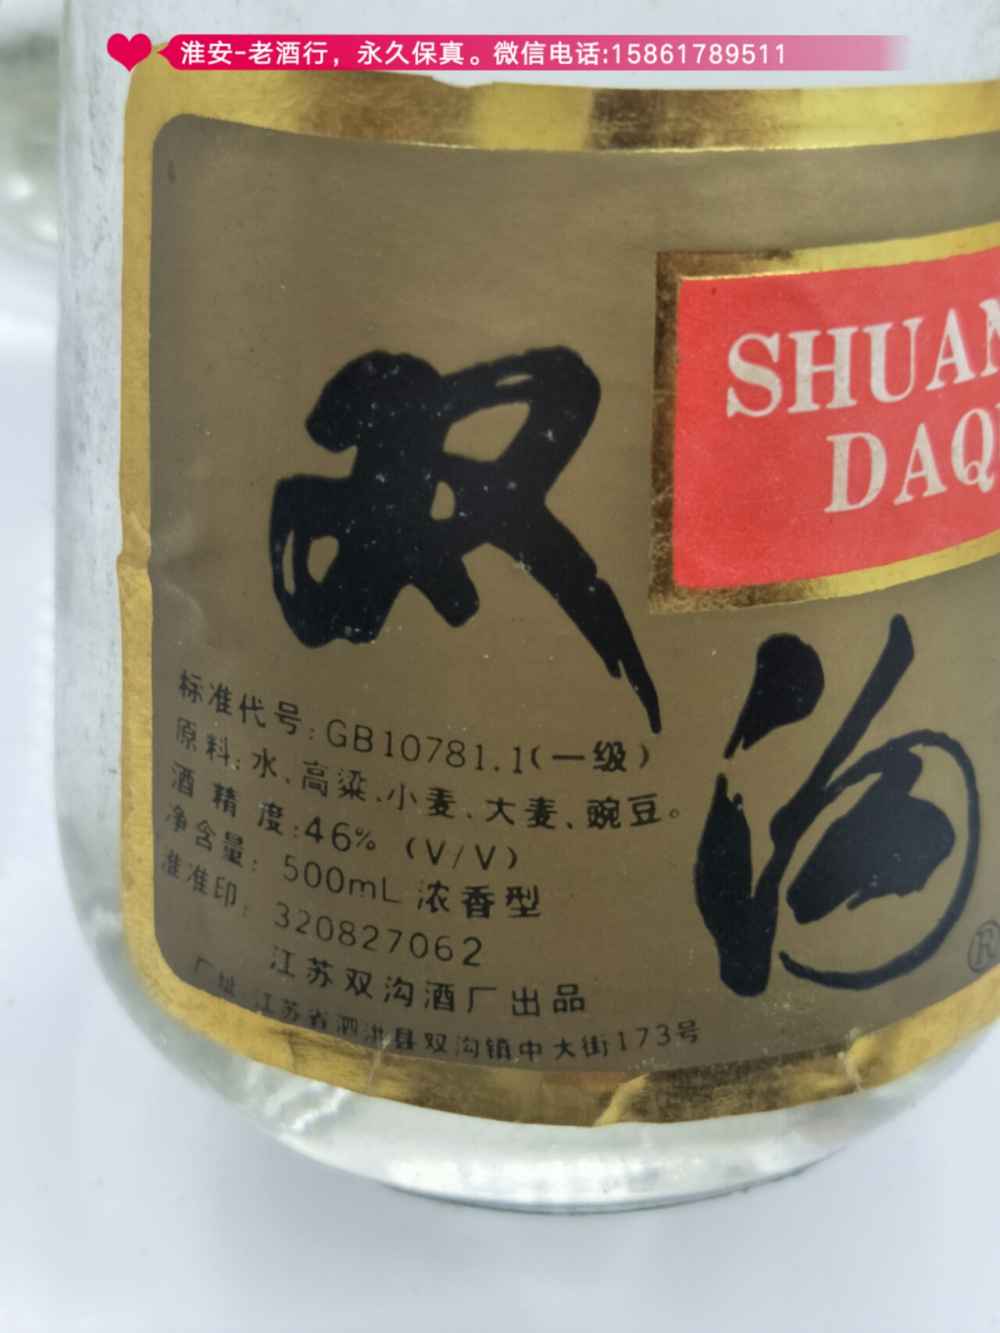 淮安-老酒行，永久保真。微信电话:15861789511
SHUAN
DAQ
双
沟
®
标准代号:GB10781.1(一级)
原料:水、高粱、小麦、大麦、豌豆。
酒精度:46% (V/V)
净含量: 500mL 浓香型
准准印: 320827062
江苏双沟酒厂出品
厂址 江苏省泗洪县双沟镇中大街173号